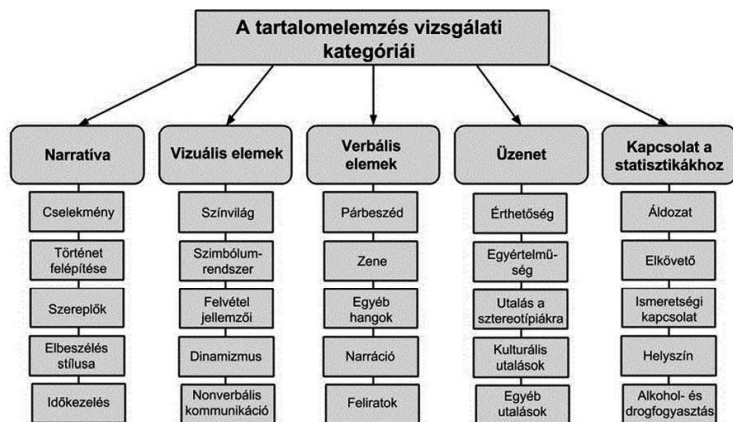 A tartalomelemzés vizsgálati
kategóriái
Narratíva
Cselekmény
Történet
felépítése
Szereplők
Elbeszélés
stílusa
Időkezelés
Vizuális elemek
Színvilág
Szimbólum-
rendszer
Felvétel
jellemzői
Dinamizmus
Nonverbális
kommunikáció
Verbális
elemek
Párbeszéd
Zene
Egyéb
hangok
Narráció
Feliratok
Üzenet
Érthetőség
Egyértelmű-
ség
Utalás a
sztereotípiákra
Kulturális
utalások
Egyéb
utalások
Kapcsolat a
statisztikákhoz
Áldozat
Elkövető
Ismeretségi
kapcsolat
Helyszín
Alkohol- és
drogfogyasztás